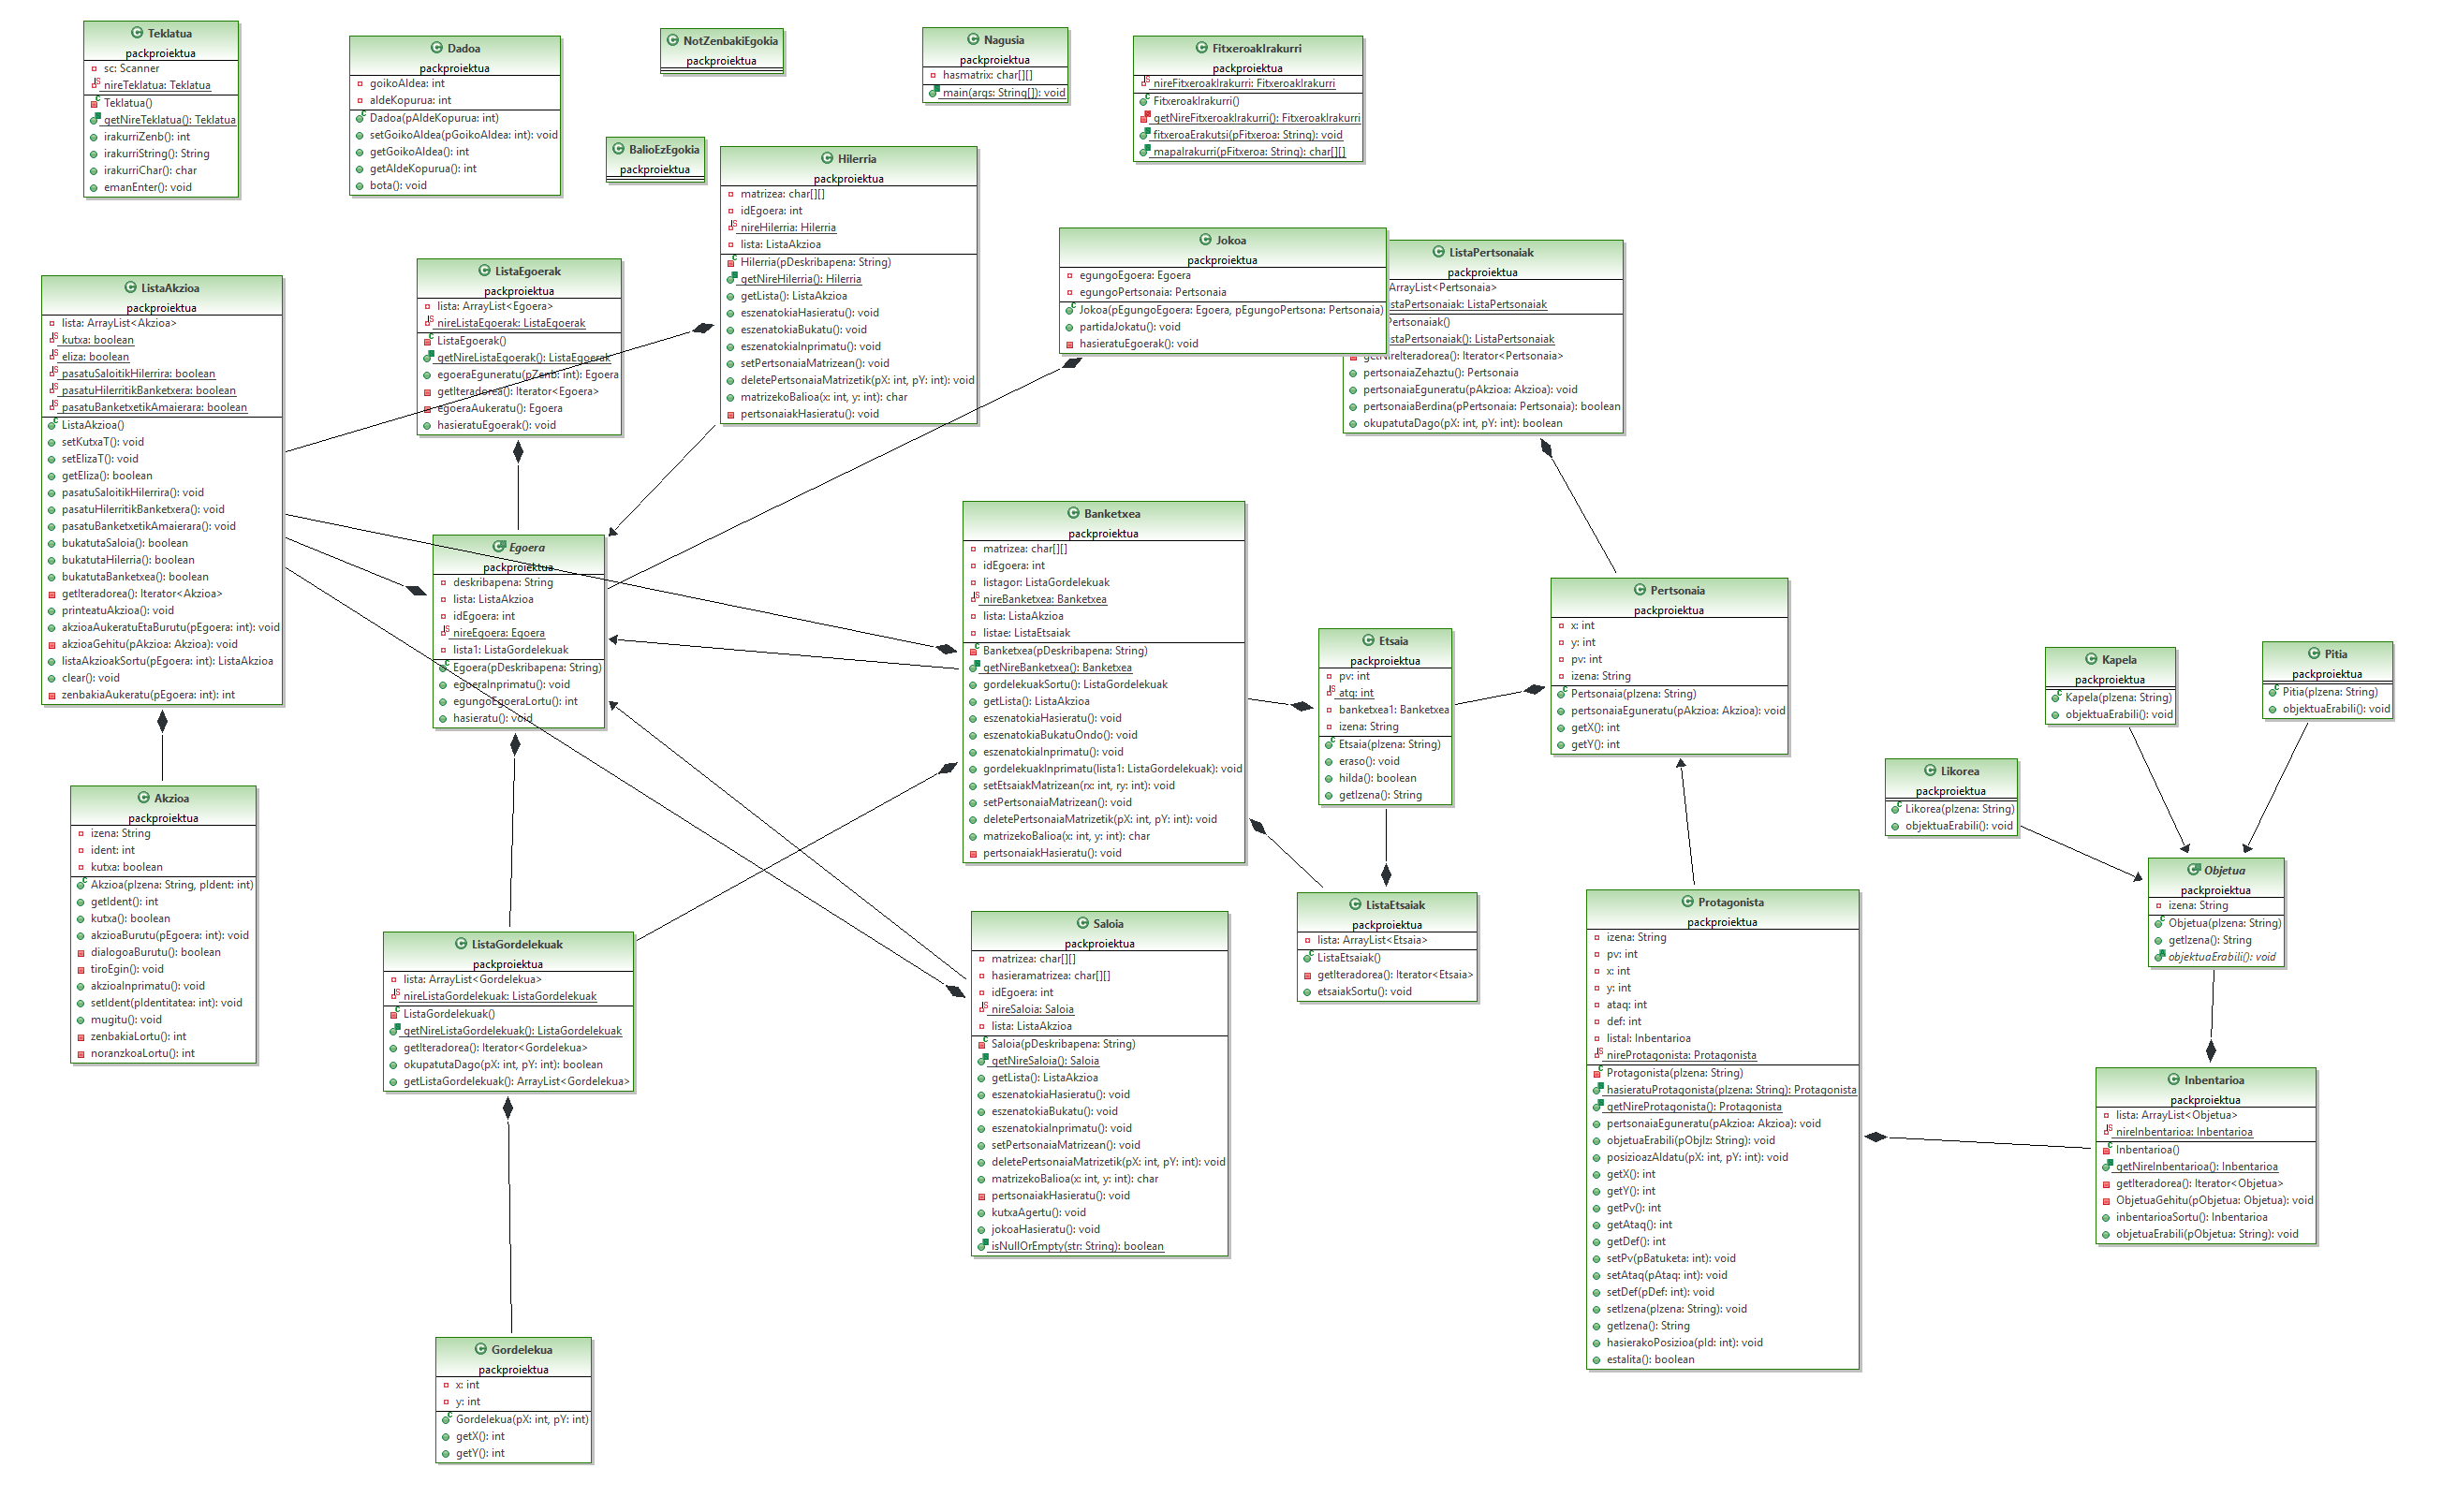 Teklatua
packproiektua
sc: Scanner
nireTeklatua: Teklatua
Teklatua()
getNireTeklatua(): Teklatua
irakurriZenb(): int
irakurriString(): String
irakurriChar(): char
emanEnter(): void
Dadoa
packproiektua
goikoAldea: int
aldeKopurua: int
Dadoa(pAldeKopurua: int)
setGoikoAldea(pGoikoAldea: int): void
getGoikoAldea(): int
getAldeKopurua(): int
bota(): void
NotZenbakiEgokia
packproiektua
Nagusia
packproiektua
hasmatrix: char[][]
main(args: String[]): void
FitxeroakIrakurri
packproiektua
nireFitxeroakIrakurri: FitxeroakIrakurri
FitxeroakIrakurri()
getNireFitxeroakIrakurri(): FitxeroakIrakurri
fitxeroaErakutsi(pFitxeroa: String): void
mapaIrakurri(pFitxeroa: String): char[][]
BalioEzEgokia
packproiektua
Hilerria
packproiektua
matrizea: char[][]
idEgoera: int
nireHilerria: Hilerria
lista: ListaAkzioa
Hilerria(pDeskribapena: String)
getNireHilerria(): Hilerria
getLista(): ListaAkzioa
eszenatokiaHasieratu(): void
eszenatokiaBukatu(): void
eszenatokiaInprimatu(): void
setPertsonaiaMatrizean(): void
deletePertsonaiaMatrizetik(pX: int, pY: int): void
matrizekoBalioa(x: int, y: int): char
pertsonaiakHasieratu(): void
Jokoa
packproiektua
egungoEgoera: Egoera
egungoPertsonaia: Pertsonaia
Jokoa(pEgungoEgoera: Egoera, pEgungoPertsona: Pertsonaia)
partidaJokatu(): void
hasieratuEgoerak(): void
ListaPertsonaiak
packproiektua
ArrayList<Pertsonaia>
istaPertsonaiak: ListaPertsonaiak
Pertsonaiak()
istaPertsonaiak(): ListaPertsonaiak
getNireIteradorea(): Iterator<Pertsonaia>
pertsonaiaZehaztu(): Pertsonaia
pertsonaiaEguneratu(pAkzioa: Akzioa): void
pertsonaiaBerdina(pPertsonaia: Pertsonaia): boolean
okupatutaDago(pX: int, pY: int): boolean
ListaAkzioa
packproiektua
lista: ArrayList<Akzioa>
kutxa: boolean
eliza: boolean
pasatuSaloitikHilerrira: boolean
pasatuHilerritikBanketxera: boolean
pasatuBanketxetikAmaierara: boolean
ListaAkzioa()
setKutxaT(): void
setElizaT(): void
getEliza(): boolean
pasatuSaloitikHilerrira(): void
pasatuHilerritikBanketxera(): void
pasatuBanketxetikAmaierara(): void
bukatutaSaloia(): boolean
bukatutaHilerria(): boolean
bukatutaBanketxea(): boolean
getIteradorea(): Iterator<Akzioa>
printeatuAkzioa(): void
akzioaAukeratuEtaBurutu(pEgoera: int): void
akzioaGehitu(pAkzioa: Akzioa): void
listaAkzioakSortu(pEgoera: int): ListaAkzioa
clear(): void
zenbakiaAukeratu(pEgoera: int): int
ListaEgoerak
packproiektua
lista: ArrayList<Egoera>
nireListaEgoerak: ListaEgoerak
ListaEgoerak()
getNireListaEgoerak(): ListaEgoerak
egoeraEguneratu(pZenb: int): Egoera
getIteradorea(): Iterator<Egoera>
egoeraAukeratu(): Egoera
hasieratuEgoerak(): void
Egoera
packproiektua
deskribapena: String
lista: ListaAkzioa
idEgoera: int
nireEgoera: Egoera
lista1: ListaGordelekuak
Egoera(pDeskribapena: String)
egoeraInprimatu(): void
egungoEgoeraLortu(): int
hasieratu(): void
Banketxea
packproiektua
matrizea: char[][]
idEgoera: int
listagor: ListaGordelekuak
nireBanketxea: Banketxea
lista: ListaAkzioa
listae: ListaEtsaiak
Banketxea(pDeskribapena: String)
getNireBanketxea(): Banketxea
gordelekuakSortu(): ListaGordelekuak
getLista(): ListaAkzioa
eszenatokiaHasieratu(): void
eszenatokiaBukatuOndo(): void
eszenatokiaInprimatu(): void
gordelekuakInprimatu(lista1: ListaGordelekuak): void
setEtsaiakMatrizean(rx: int, ry: int): void
setPertsonaiaMatrizean(): void
deletePertsonaiaMatrizetik(pX: int, pY: int): void
matrizekoBalioa(x: int, y: int): char
pertsonaiakHasieratu(): void
Etsaia
packproiektua
pv: int
atq: int
banketxea1: Banketxea
izena: String
Etsaia(pIzena: String)
eraso(): void
hilda(): boolean
getIzena(): String
Pertsonaia
packproiektua
x: int
y: int
pv: int
izena: String
Pertsonaia(pIzena: String)
pertsonaiaEguneratu(pAkzioa: Akzioa): void
getX(): int
getY(): int
Kapela
packproiektua
Kapela(pIzena: String)
objektuaErabili(): void
Pitia
packproiektua
Pitia(pIzena: String)
objektuaErabili(): void
Likorea
packproiektua
Likorea(pIzena: String)
objektuaErabili(): void
Objetua
packproiektua
izena: String
Objetua(pIzena: String)
getIzena(): String
objektuaErabili(): void
Akzioa
packproiektua
izena: String
ident: int
kutxa: boolean
Akzioa(pIzena: String, pIdent: int)
getIdent(): int
kutxa(): boolean
akzioaBurutu(pEgoera: int): void
dialogoaBurutu(): boolean
tiroEgin(): void
akzioaInprimatu(): void
setIdent(pIdentitatea: int): void
mugitu(): void
zenbakiaLortu(): int
noranzkoaLortu(): int
ListaGordelekuak
packproiektua
lista: ArrayList<Gordelekua>
nireListaGordelekuak: ListaGordelekuak
ListaGordelekuak()
getNireListaGordelekuak(): ListaGordelekuak
getIteradorea(): Iterator<Gordelekua>
okupatutaDago(pX: int, pY: int): boolean
getListaGordelekuak(): ArrayList<Gordelekua>
Saloia
packproiektua
matrizea: char[][]
hasieramatrizea: char[][]
idEgoera: int
nireSaloia: Saloia
lista: ListaAkzioa
Saloia(pDeskribapena: String)
getNireSaloia(): Saloia
getLista(): ListaAkzioa
eszenatokiaHasieratu(): void
eszenatokiaBukatu(): void
eszenatokiaInprimatu(): void
setPertsonaiaMatrizean(): void
deletePertsonaiaMatrizetik(pX: int, pY: int): void
matrizekoBalioa(x: int, y: int): char
pertsonaiakHasieratu(): void
kutxaAgertu(): void
jokoaHasieratu(): void
isNullOrEmpty(str: String): boolean
ListaEtsaiak
packproiektua
lista: ArrayList<Etsaia>
ListaEtsaiak()
getIteradorea(): Iterator<Etsaia>
etsaiakSortu(): void
Protagonista
packproiektua
izena: String
pv: int
x: int
y: int
ataq: int
def: int
listaI: Inbentarioa
nireProtagonista: Protagonista
Protagonista(pIzena: String)
hasieratuProtagonista(pIzena: String): Protagonista
getNireProtagonista(): Protagonista
pertsonaiaEguneratu(pAkzioa: Akzioa): void
objetuaErabili(pObjIz: String): void
posizioazAldatu(pX: int, pY: int): void
getX(): int
getY(): int
getPv(): int
getAtaq(): int
getDef(): int
setPv(pBatuketa: int): void
setAtaq(pAtaq: int): void
setDef(pDef: int): void
setIzena(pIzena: String): void
getIzena(): String
hasierakoPosizioa(pId: int): void
estalita(): boolean
Inbentarioa
packproiektua
lista: ArrayList<Objetua>
nireInbentarioa: Inbentarioa
Inbentarioa()
getNireInbentarioa(): Inbentarioa
getIteradorea(): Iterator<Objetua>
ObjetuaGehitu(pObjetua: Objetua): void
inbentarioaSortu(): Inbentarioa
objetuaErabili(pObjetua: String): void
Gordelekua
packproiektua
x: int
y: int
Gordelekua(pX: int, pY: int)
getX(): int
getY(): int